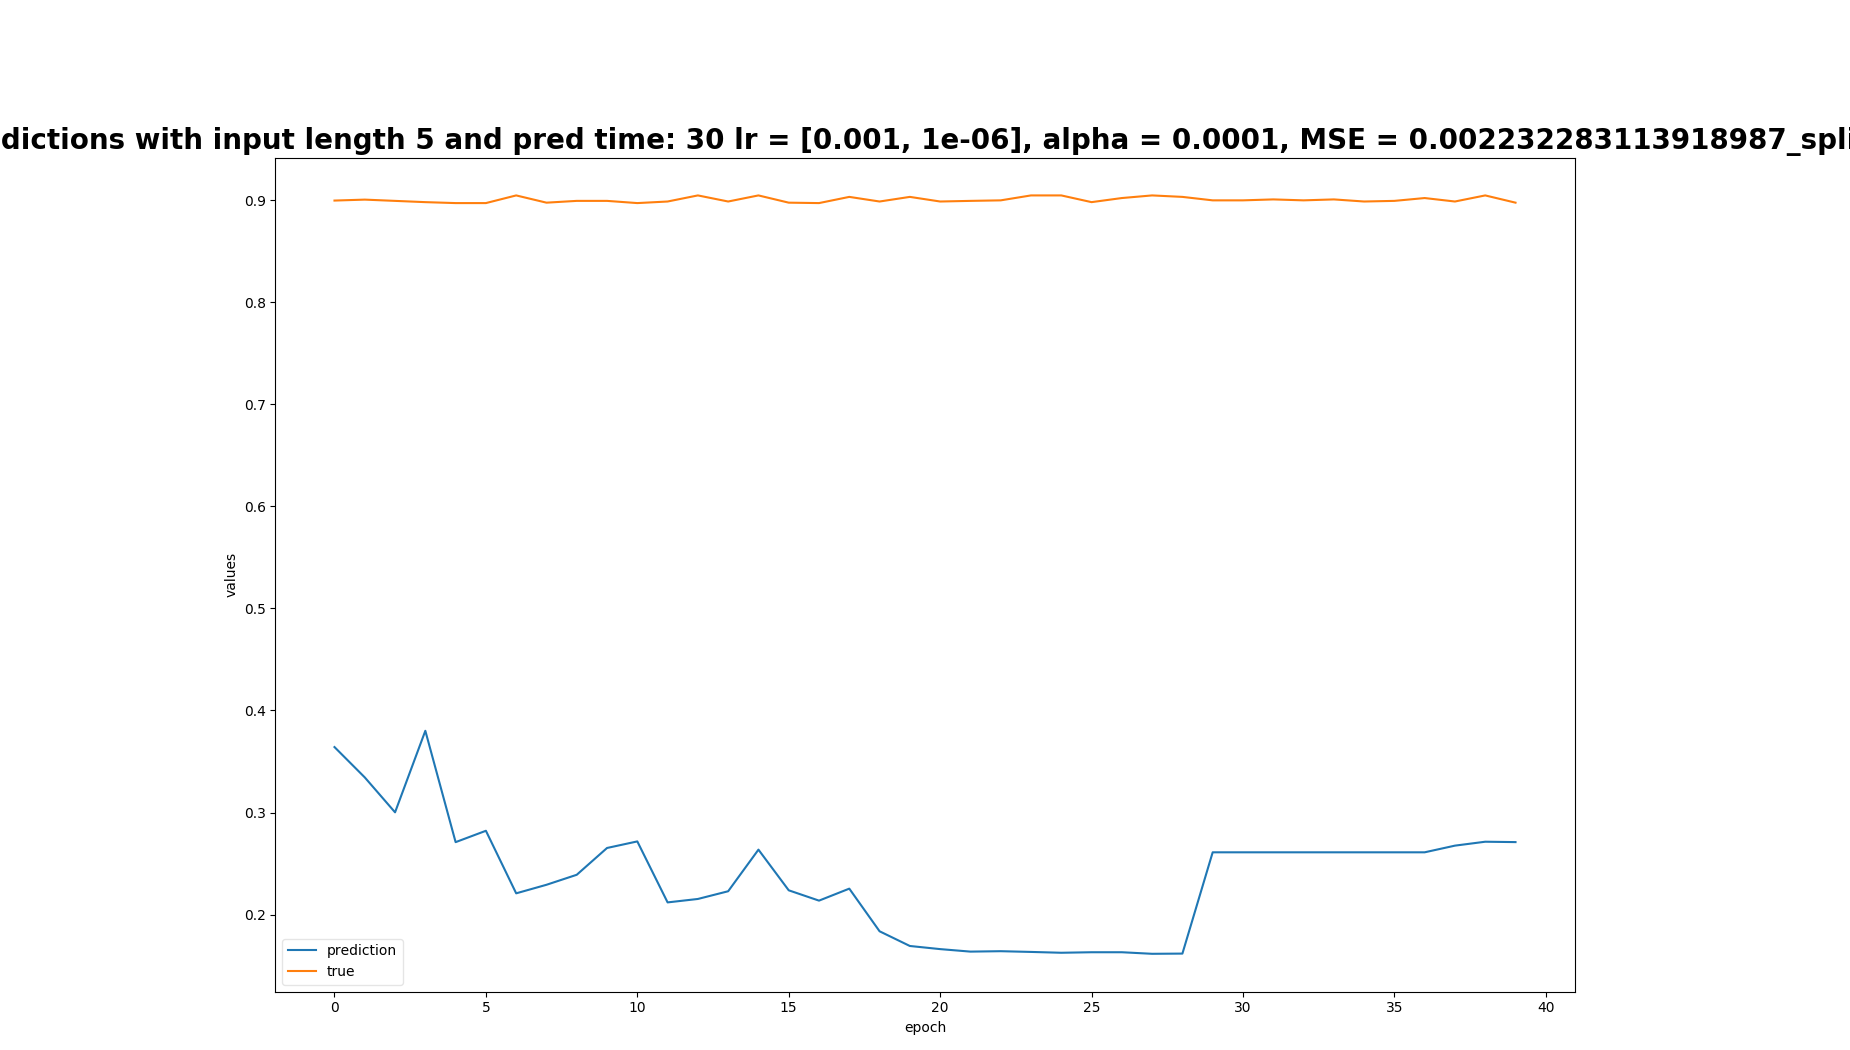 dictions with input length 5 and pred time: 30 lr = [0.001, 1e-06], alpha = 0.0001, MSE = 0.002232283113918987_spli
0.9
0.8
0.7
0.6
0.5
0.4
0.3
0.2
values
prediction
true
0 5 10 15 20 25 30 35 40
epoch